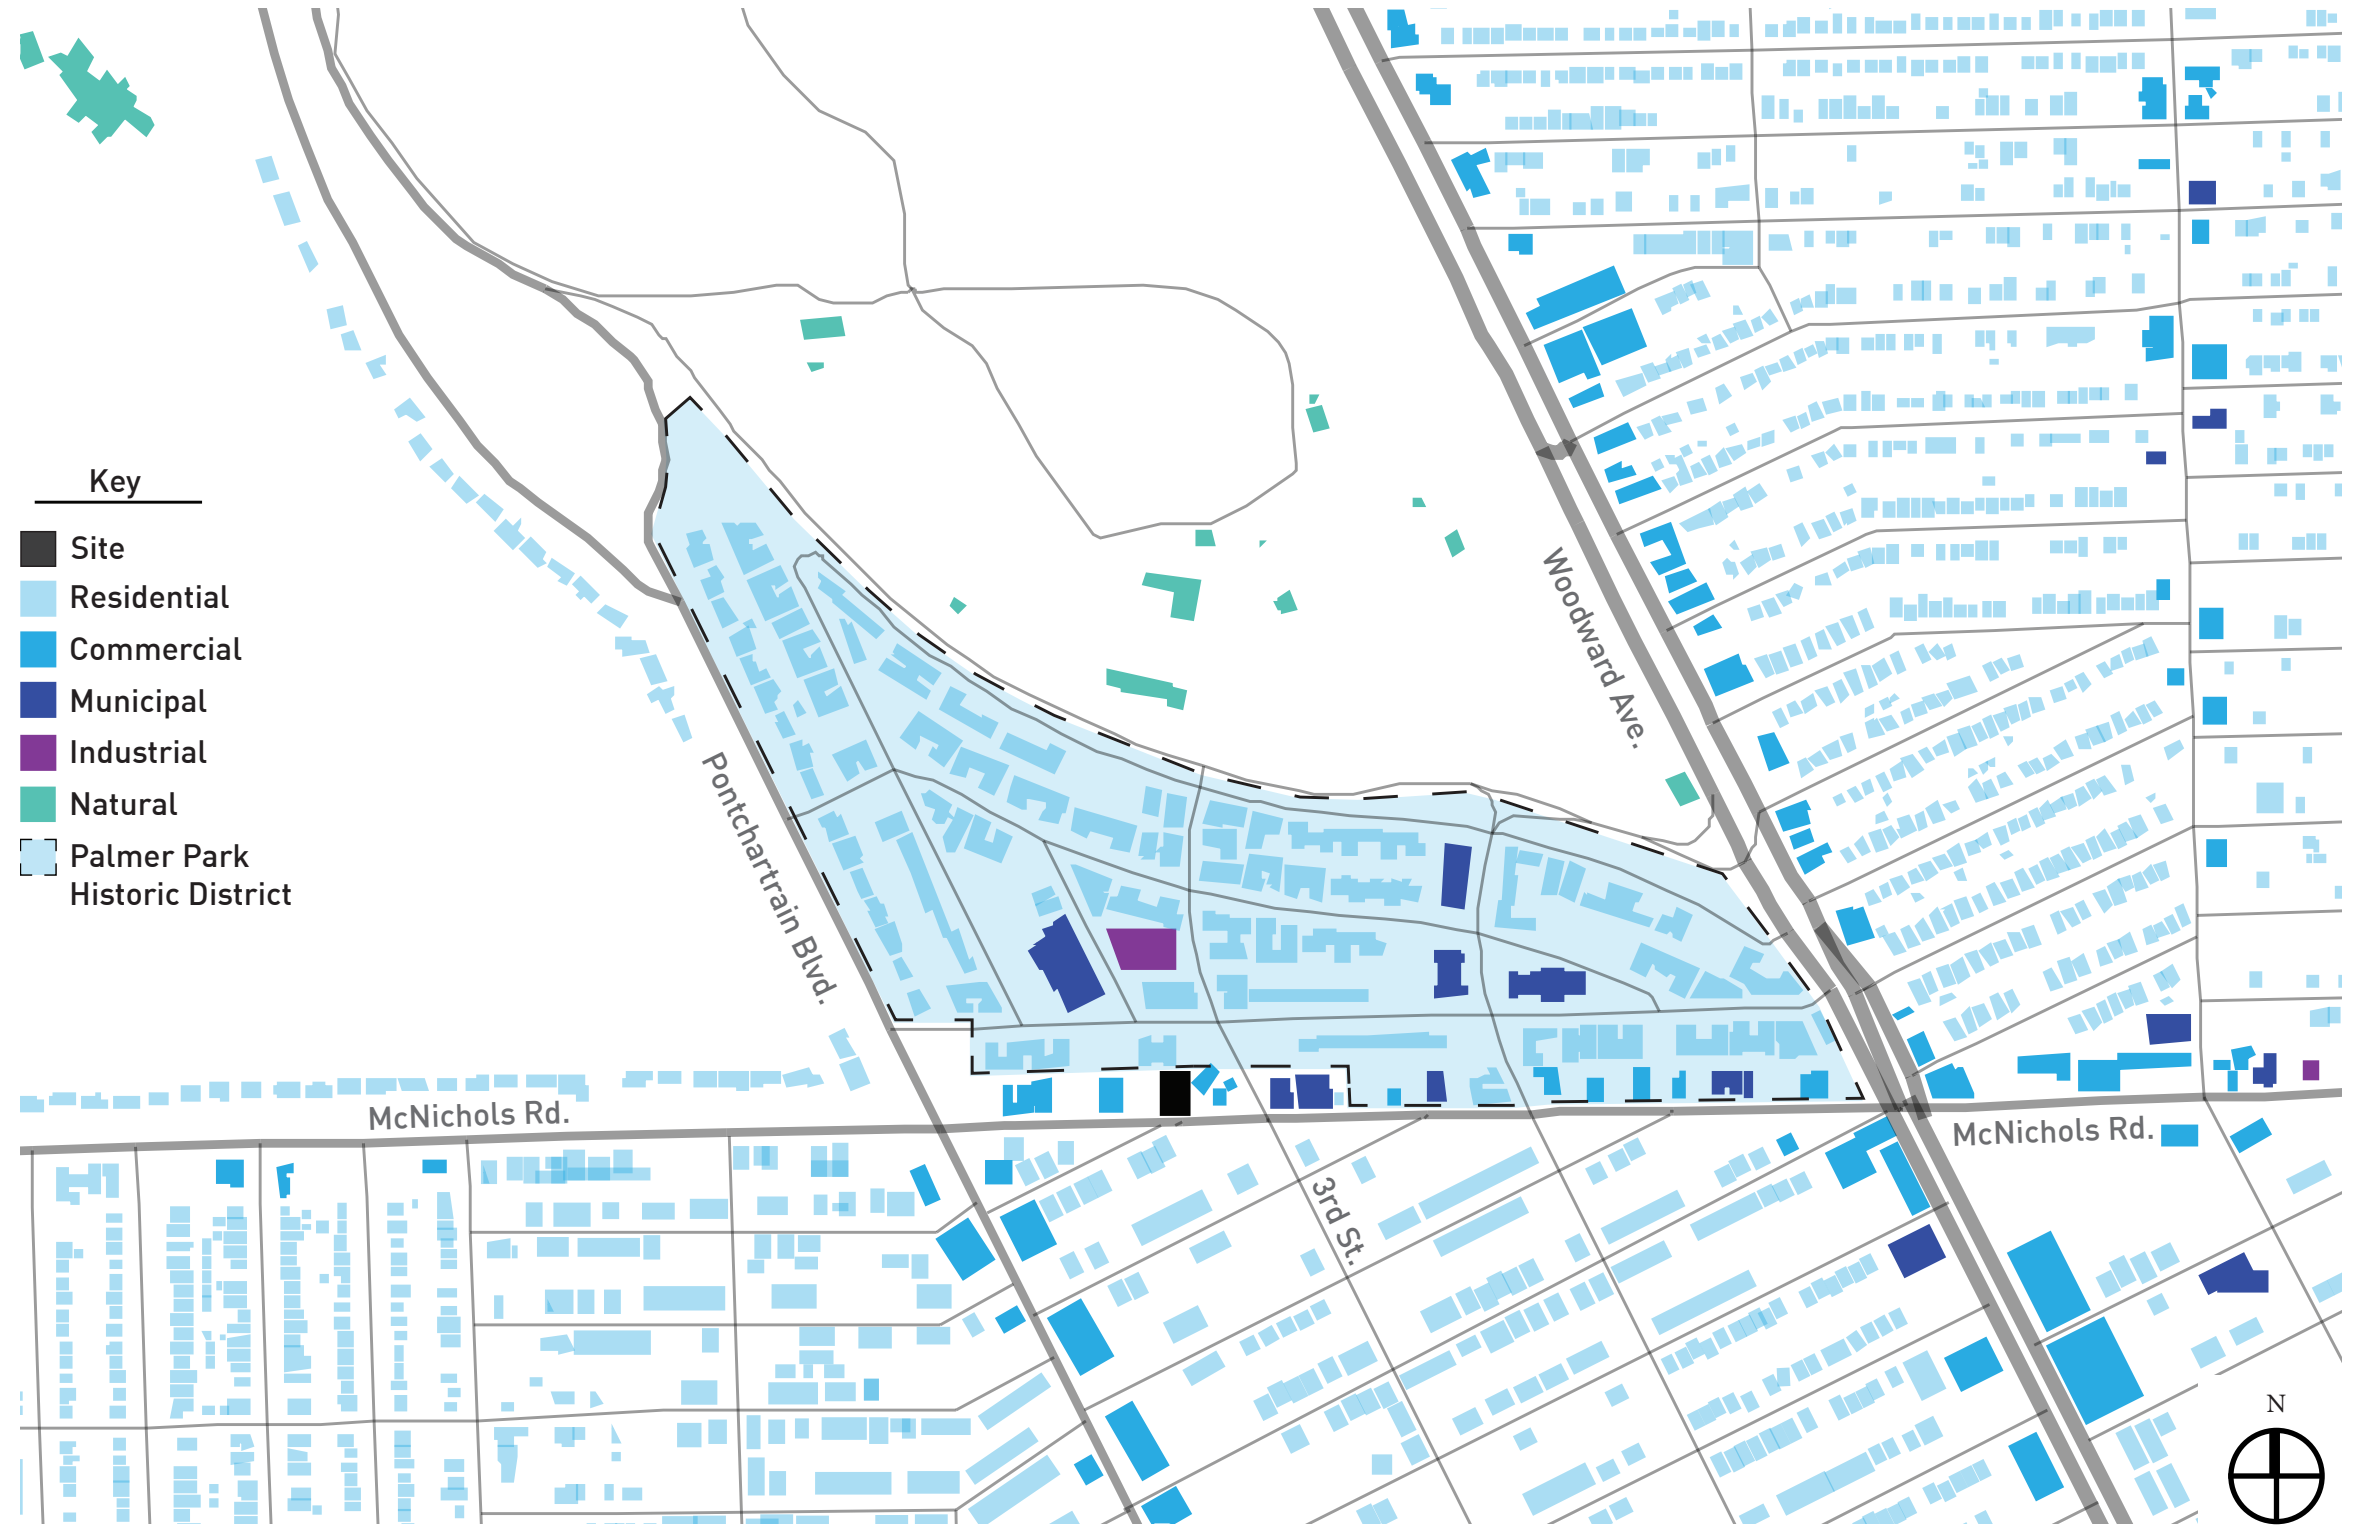 Key
Site
Residential
Commercial
Municipal
Industrial
Natural
Palmer Park
Historic District
Woodward Ave.
Pontchartrain Blvd.
McNichols Rd.
McNichols Rd.
3rd St.
N